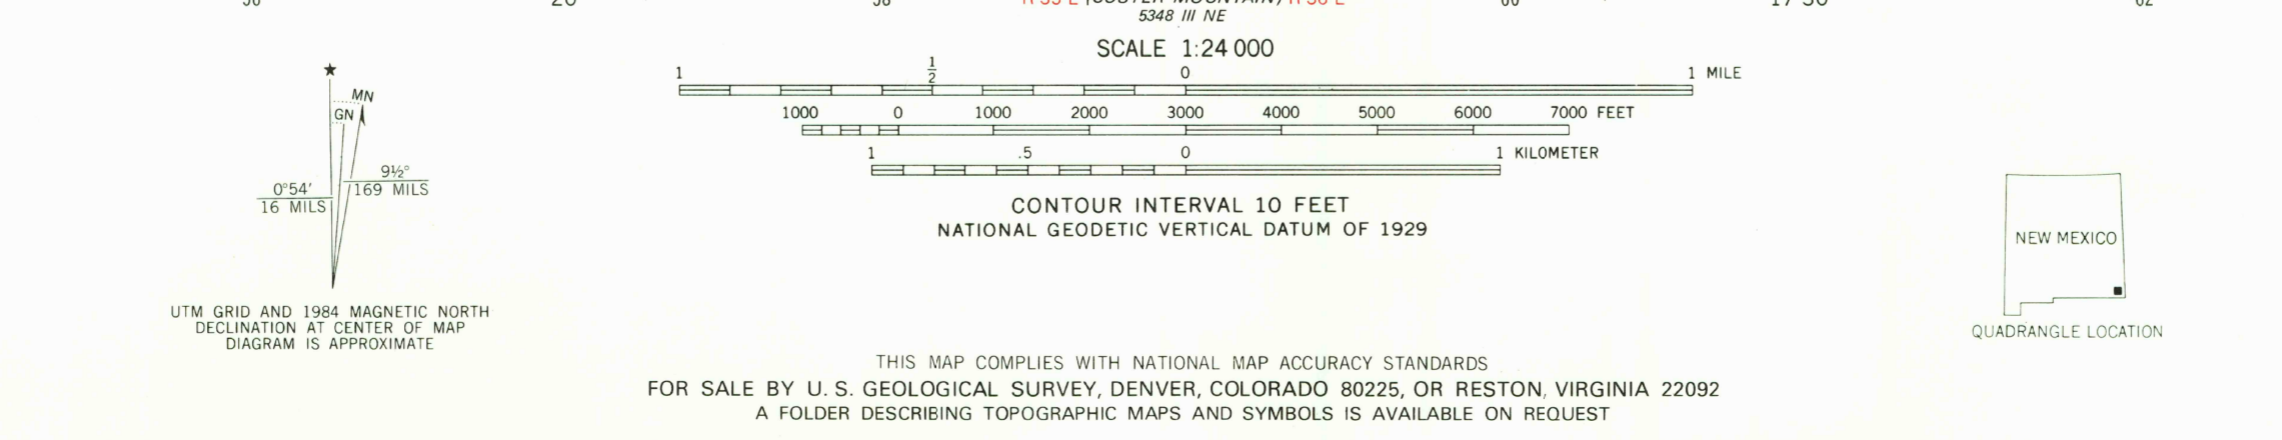 5348 III NE
SCALE 1:24 000
1 1/2 0 1 MILE
1000 0 1000 2000 3000 4000 5000 6000 7000 FEET
1 .5 0 1 KILOMETER
CONTOUR INTERVAL 10 FEET
NATIONAL GEODETIC VERTICAL DATUM OF 1929
★
MN
GN
0°54'
16 MILS
9½°
169 MILS
UTM GRID AND 1984 MAGNETIC NORTH
DECLINATION AT CENTER OF MAP
DIAGRAM IS APPROXIMATE
NEW MEXICO
QUADRANGLE LOCATION
THIS MAP COMPLIES WITH NATIONAL MAP ACCURACY STANDARDS
FOR SALE BY U. S. GEOLOGICAL SURVEY, DENVER, COLORADO 80225, OR RESTON, VIRGINIA 22092
A FOLDER DESCRIBING TOPOGRAPHIC MAPS AND SYMBOLS IS AVAILABLE ON REQUEST